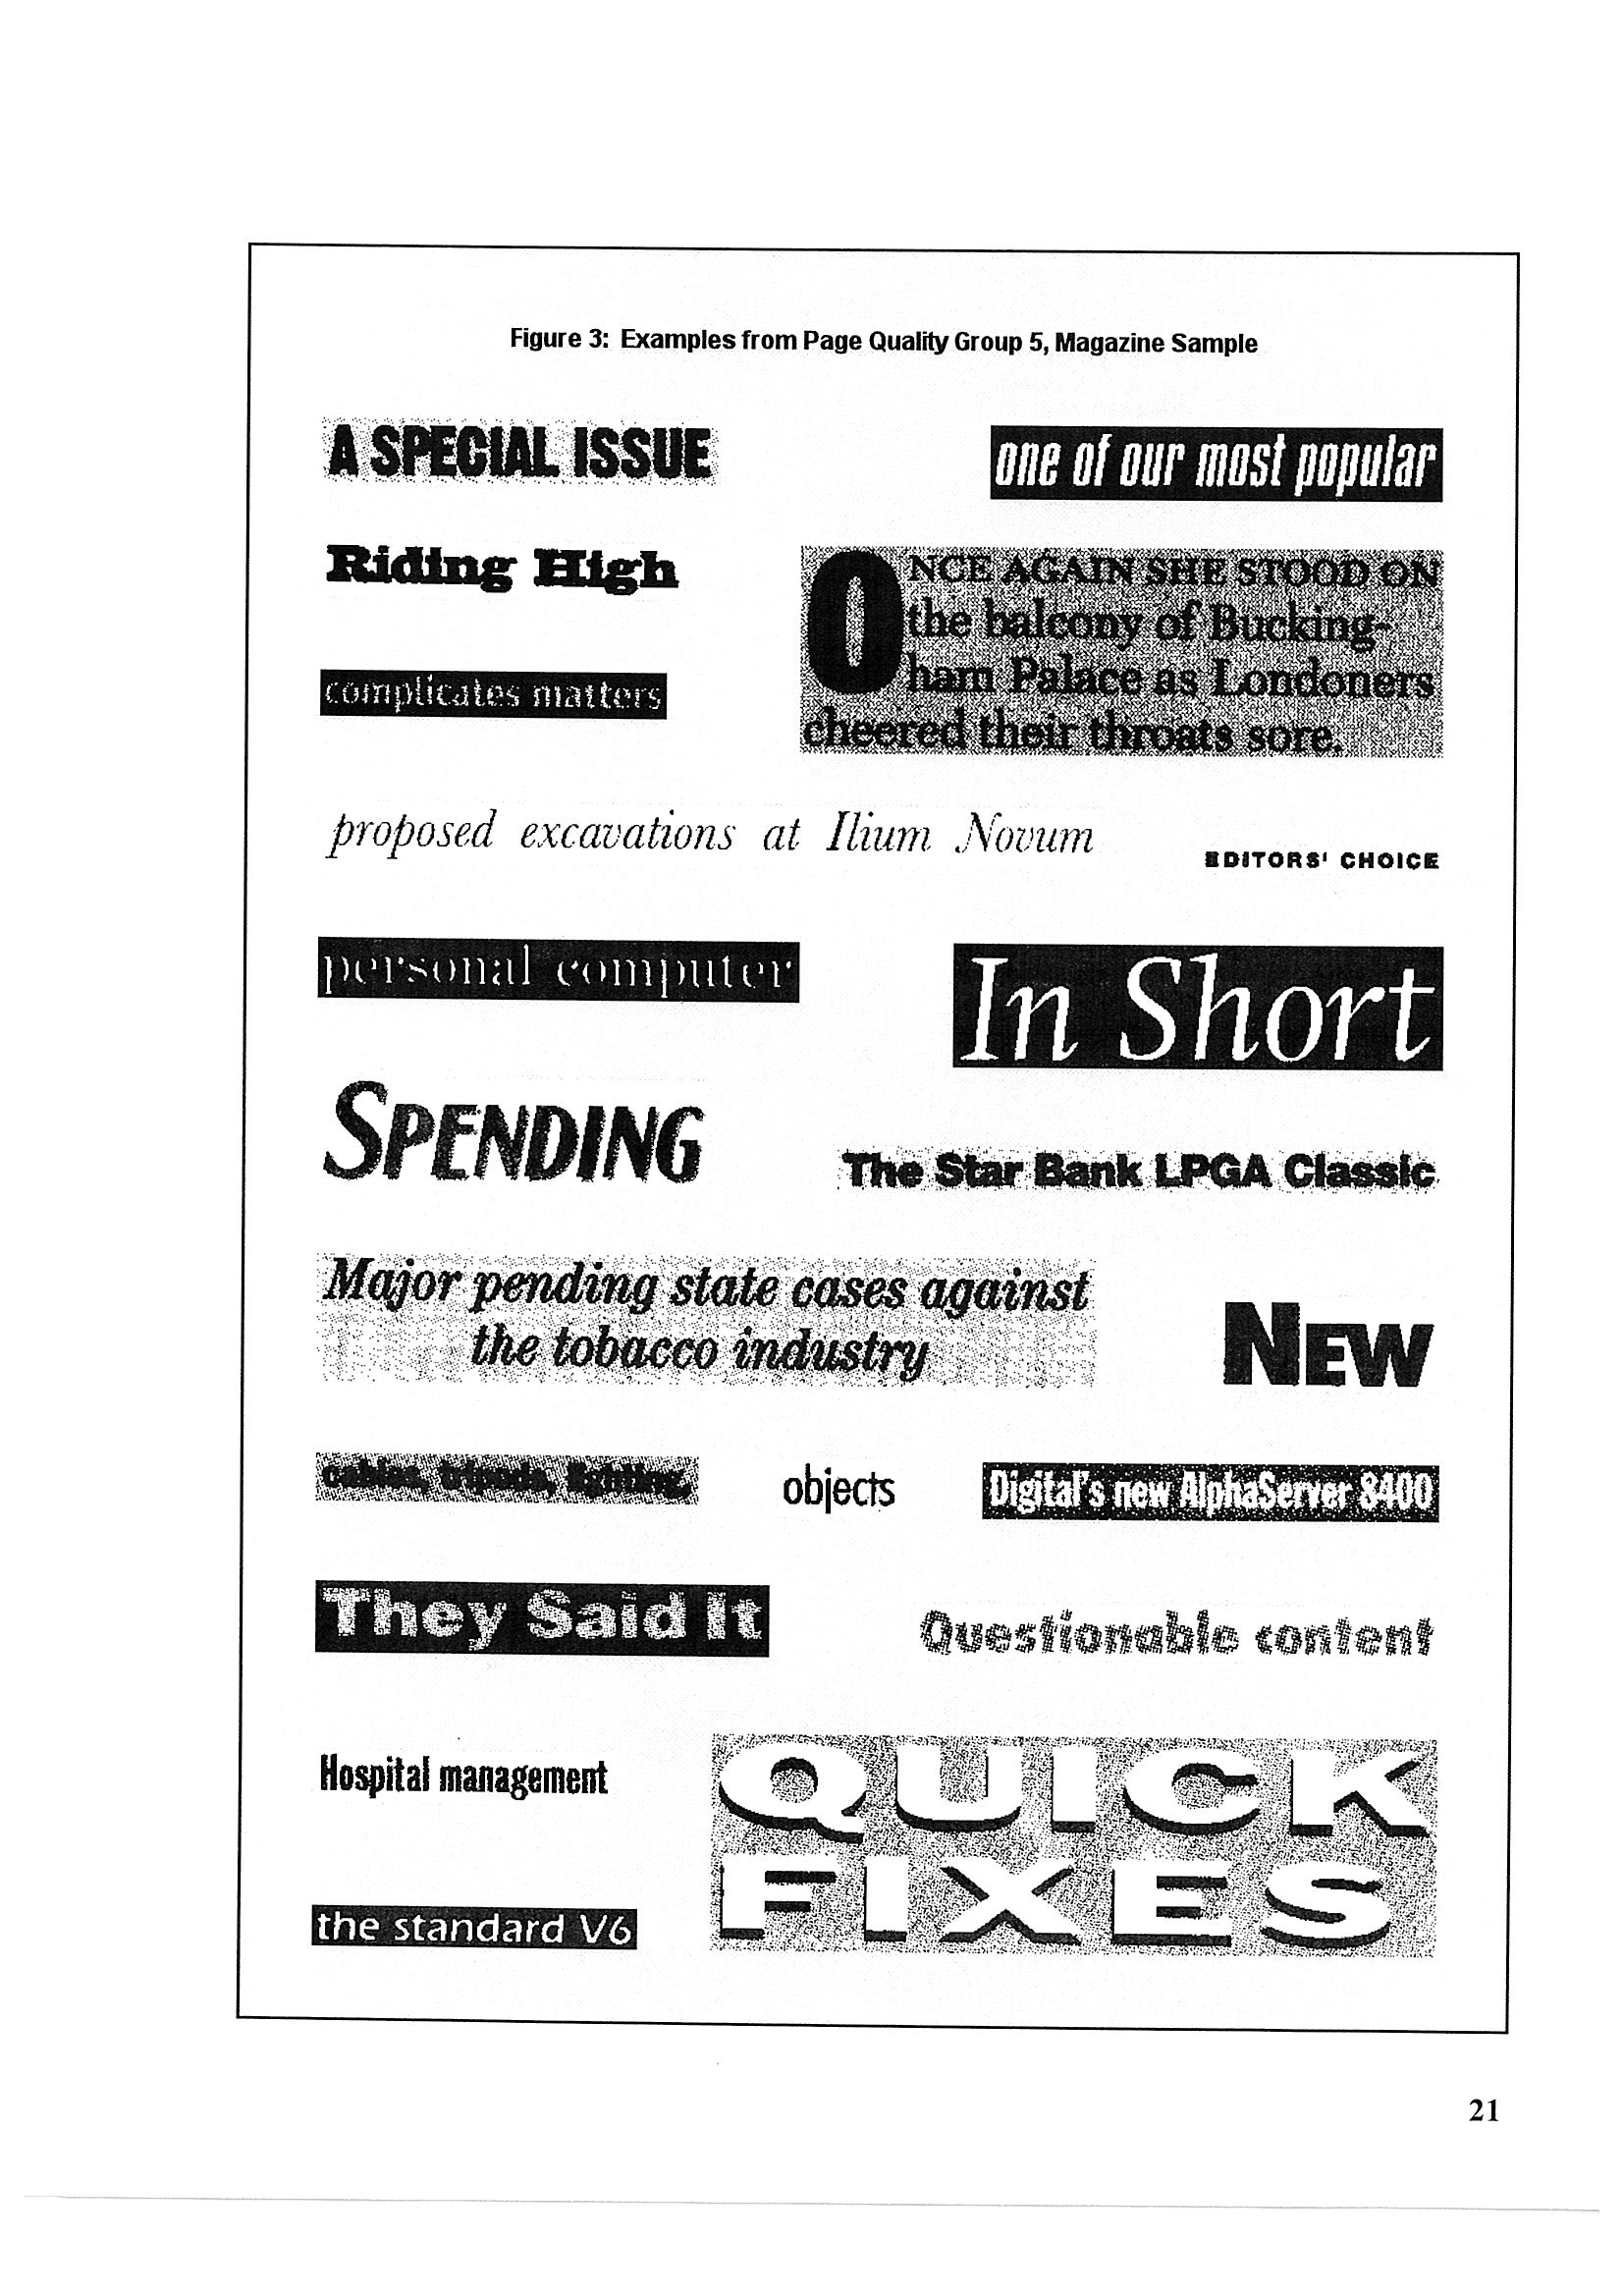 Figure 3: Examples from Page Quality Group 5, Magazine Sample
A SPECIAL ISSUE
one of our most popular
Riding High
ONCE AGAIN SHE STOOD ON
the balcony of Bucking-
ham Palace as Londoners
cheered their throats sore.
complicates matters
proposed excavations at Ilium Novum
EDITORS' CHOICE
personal computer
In Short
SPENDING
The Star Bank LPGA Classic
Major pending state cases against
the tobacco industry
NEW
cables, tripods, lighting,
objects
Digital's new AlphaServer 8400
They Said It
Questionable content
Hospital management
QUICK
FIXES
the standard V6
21